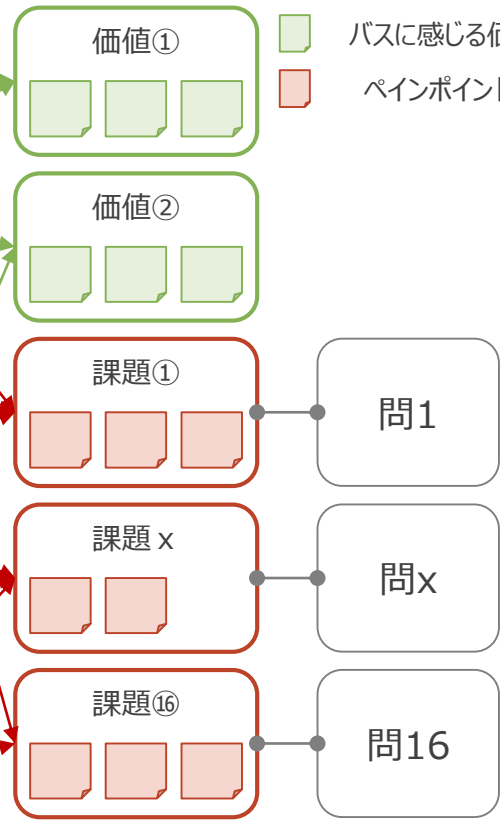 価値①
バスに感じる価
ペインポイント
価値②
課題①
問1
課題 x
問x
課題⑯
問16